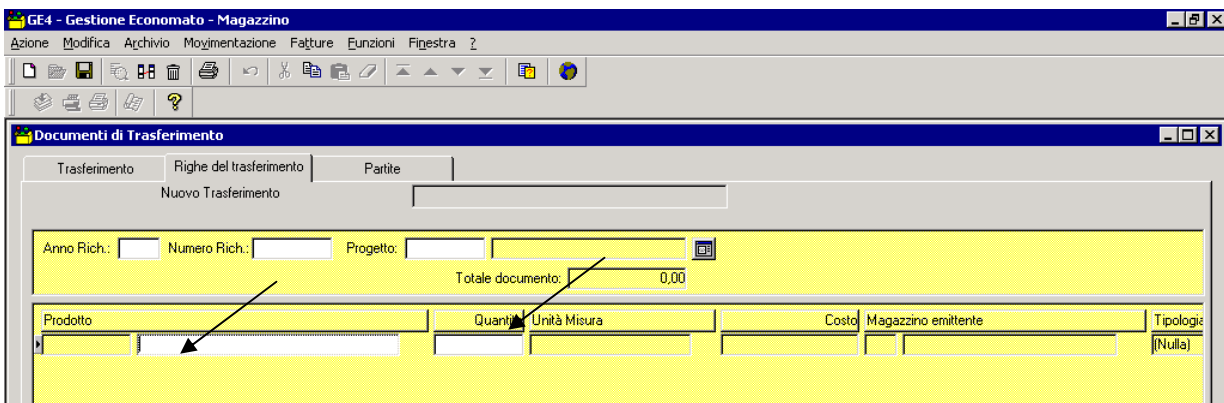 GE4 - Gestione Economato - Magazzino
Azione Modifica Archivio Movimentazione Fatture Funzioni Finestra ?
Documenti di Trasferimento
Trasferimento Righe del trasferimento Partite
Nuovo Trasferimento
Anno Rich.: Numero Rich.: Progetto:
Totale documento: 0,00
Prodotto Quantità Unità Misura Costo Magazzino emittente Tipologia
(Nulla)